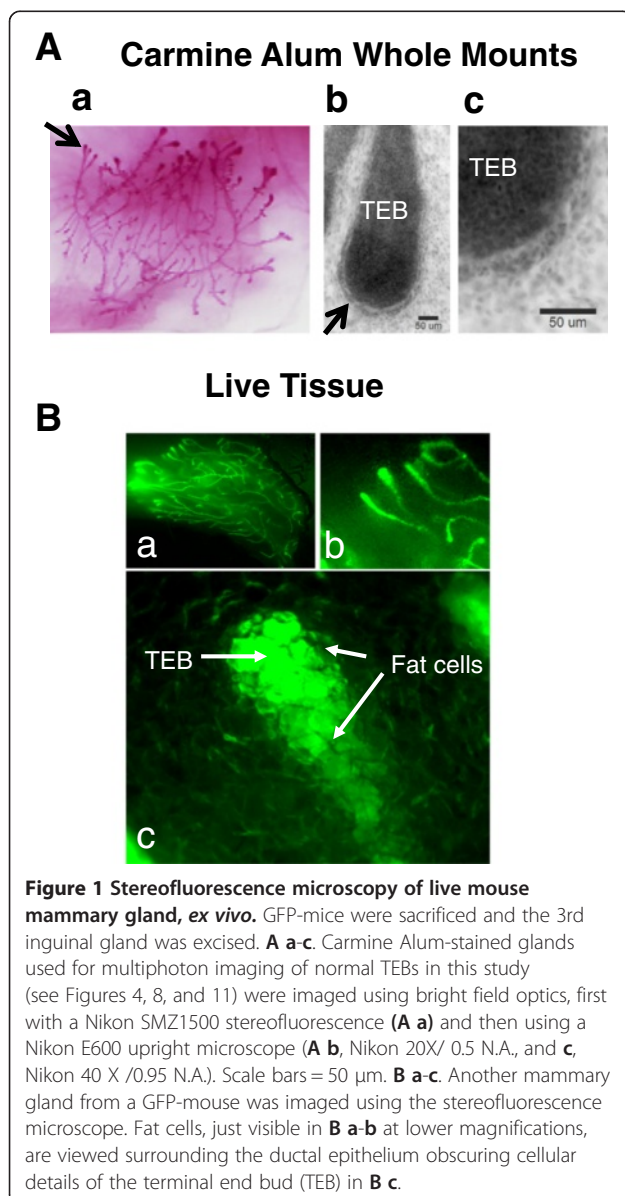 A Carmine Alum Whole Mounts
a b c
TEB TEB
50 um 50 um
Live Tissue
B
a b
TEB Fat cells
c
Figure 1 Stereofluorescence microscopy of live mouse
mammary gland, ex vivo. GFP-mice were sacrificed and the 3rd
inguinal gland was excised. A a-c. Carmine Alum-stained glands
used for multiphoton imaging of normal TEBs in this study
(see Figures 4, 8, and 11) were imaged using bright field optics, first
with a Nikon SMZ1500 stereofluorescence (A a) and then using a
Nikon E600 upright microscope (A b, Nikon 20X/ 0.5 N.A., and c,
Nikon 40 X /0.95 N.A.). Scale bars = 50 μm. B a-c. Another mammary
gland from a GFP-mouse was imaged using the stereofluorescence
microscope. Fat cells, just visible in B a-b at lower magnifications,
are viewed surrounding the ductal epithelium obscuring cellular
details of the terminal end bud (TEB) in B c.